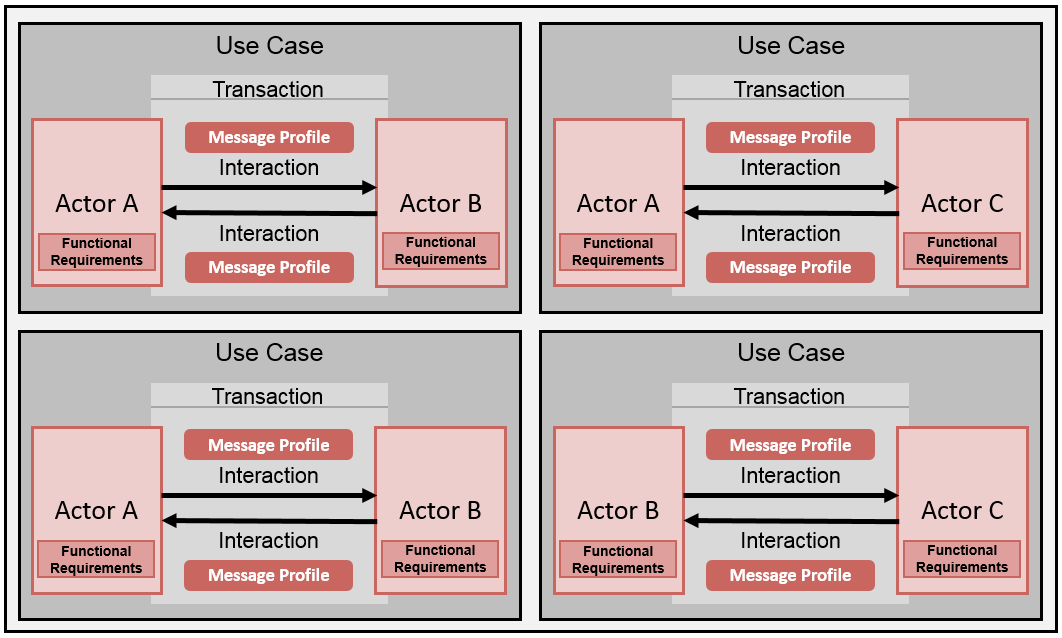 Use Case
Transaction
Message Profile
Interaction
Actor A
Functional
Requirements
Actor B
Functional
Requirements
Interaction
Message Profile
Use Case
Transaction
Message Profile
Interaction
Actor A
Functional
Requirements
Actor C
Functional
Requirements
Interaction
Message Profile
Use Case
Transaction
Message Profile
Interaction
Actor A
Functional
Requirements
Actor B
Functional
Requirements
Interaction
Message Profile
Use Case
Transaction
Message Profile
Interaction
Actor B
Functional
Requirements
Actor C
Functional
Requirements
Interaction
Message Profile